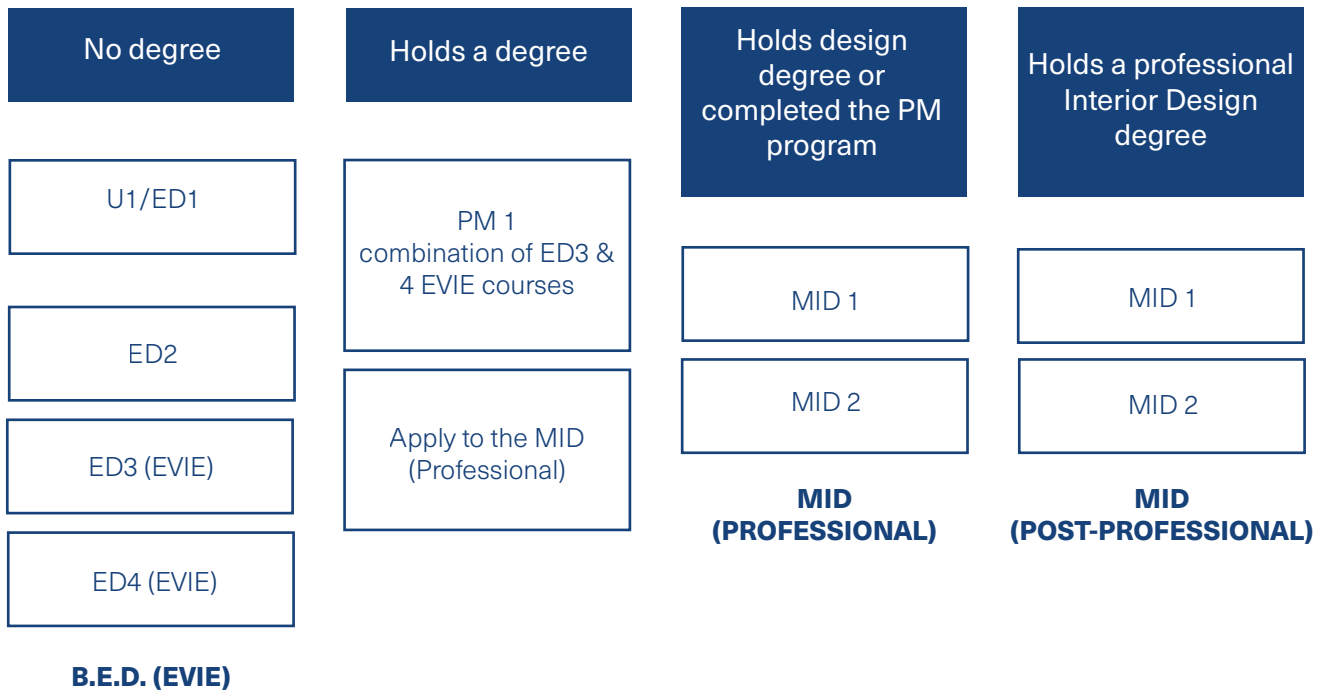 No degree
U1/ED1
ED2
ED3 (EVIE)
ED4 (EVIE)
B.E.D. (EVIE)
Holds a degree
PM 1
combination of ED3 &
4 EVIE courses
Apply to the MID
(Professional)
Holds design
degree or
completed the PM
program
MID 1
MID 2
MID
(PROFESSIONAL)
Holds a professional
Interior Design
degree
MID 1
MID 2
MID
(POST-PROFESSIONAL)